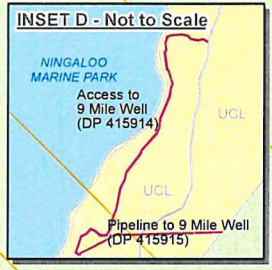 INSET D - Not to Scale
NINGALOO
MARINE PARK
Access to
9 Mile Well
(DP 415914)
UCL
UCL
Pipeline to 9 Mile Well
(DP 415915)